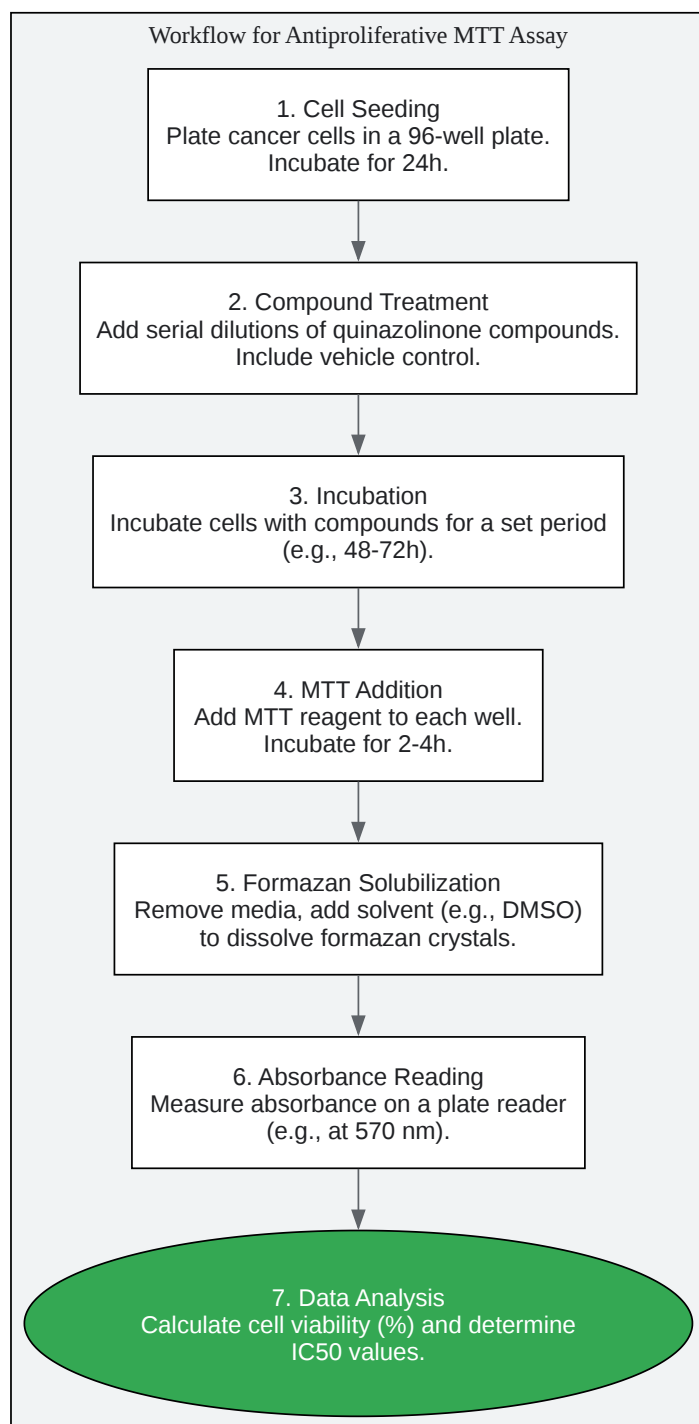 Workflow for Antiproliferative MTT Assay
1. Cell Seeding
Plate cancer cells in a 96-well plate.
Incubate for 24h.
2. Compound Treatment
Add serial dilutions of quinazolinone compounds.
Include vehicle control.
3. Incubation
Incubate cells with compounds for a set period
(e.g., 48-72h).
4. MTT Addition
Add MTT reagent to each well.
Incubate for 2-4h.
5. Formazan Solubilization
Remove media, add solvent (e.g., DMSO)
to dissolve formazan crystals.
6. Absorbance Reading
Measure absorbance on a plate reader
(e.g., at 570 nm).
7. Data Analysis
Calculate cell viability (%) and determine
IC50 values.